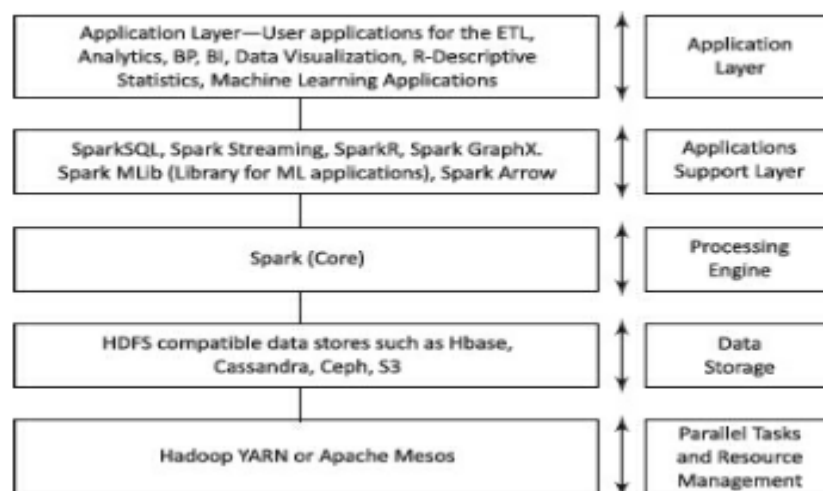 Application Layer—User applications for the ETL,
Analytics, BP, BI, Data Visualization, R-Descriptive
Statistics, Machine Learning Applications
Application
Layer
SparkSQL, Spark Streaming, SparkR, Spark GraphX.
Spark MLib (Library for ML applications), Spark Arrow
Applications
Support Layer
Spark (Core)
Processing
Engine
HDFS compatible data stores such as Hbase,
Cassandra, Ceph, S3
Data
Storage
Hadoop YARN or Apache Mesos
Parallel Tasks
and Resource
Management